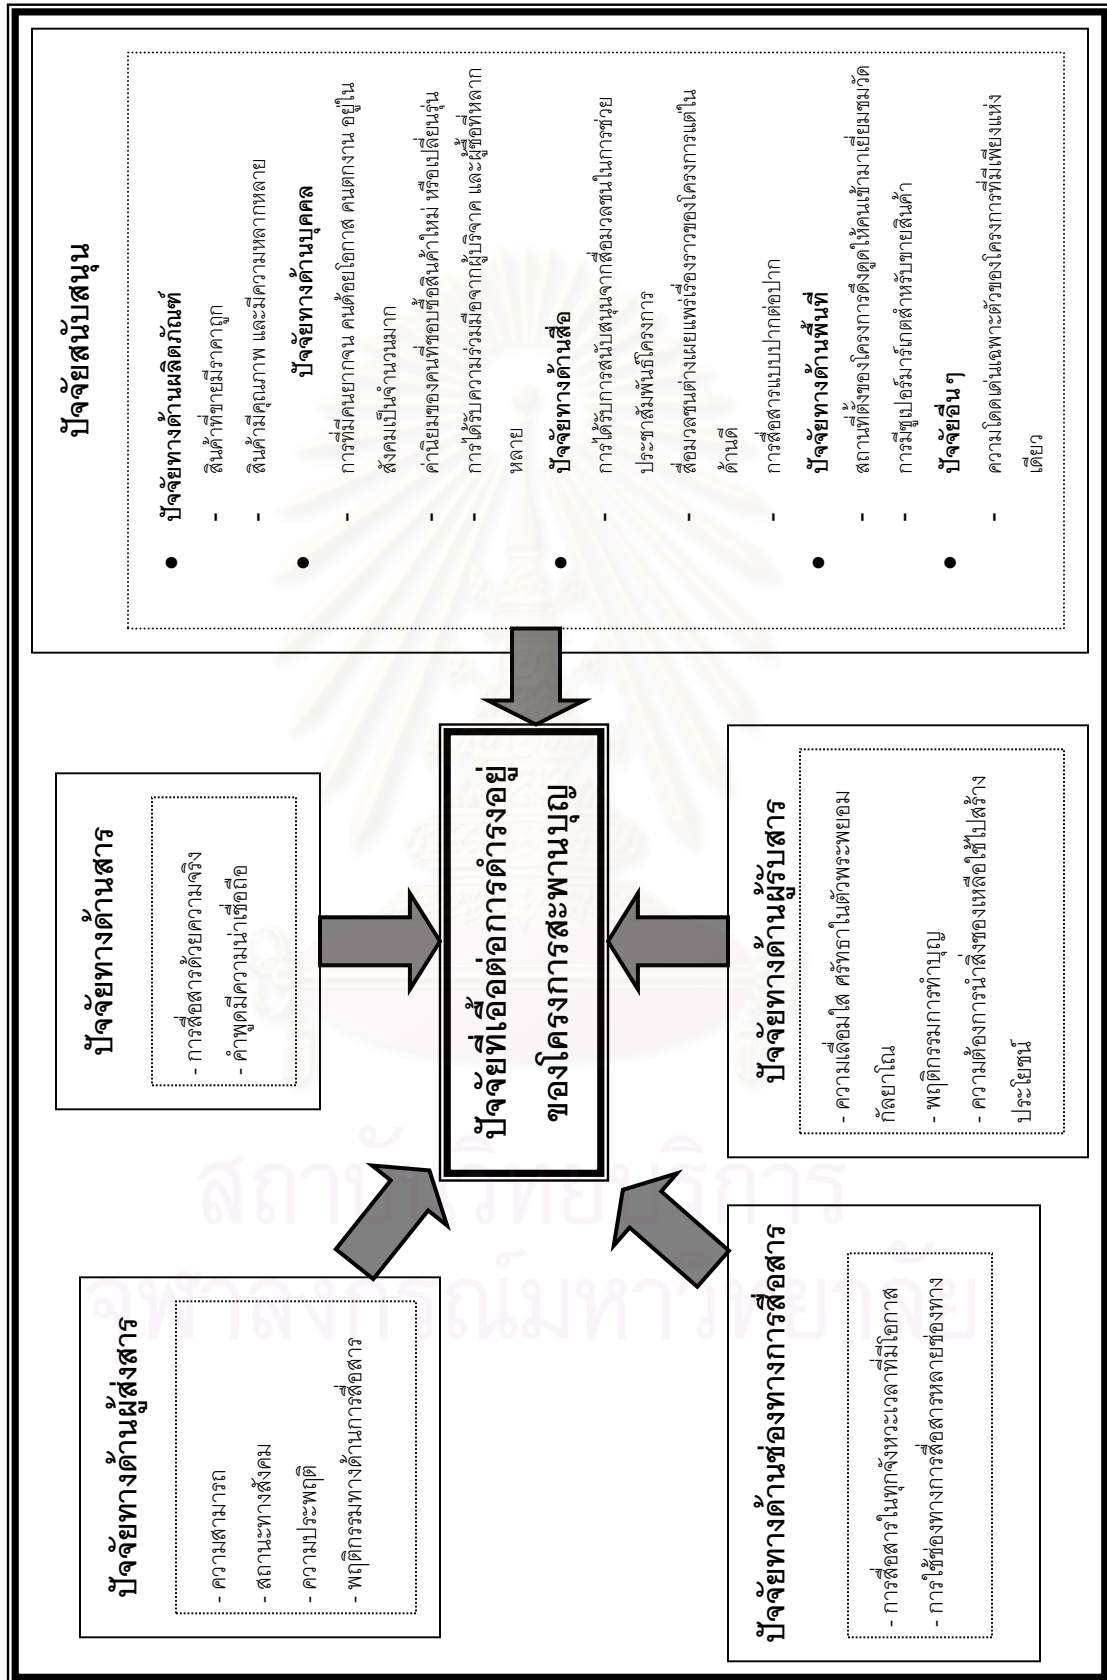 ปัจจัยทางด้านผู้ส่งสาร
- ความสามารถ
- สถานะทางสังคม
- ความประพฤติ
- พฤติกรรมทางด้านการสื่อสาร
ปัจจัยทางด้านสาร
- การสื่อสารด้วยความจริง
- คำพูดมีความน่าเชื่อถือ
ปัจจัยสนับสนุน
● ปัจจัยทางด้านผลิตภัณฑ์
- สินค้าที่ขายมีราคาถูก
- สินค้ามีคุณภาพ และมีความหลากหลาย
● ปัจจัยทางด้านบุคคล
- การที่มีคนยากจน คนด้อยโอกาส คนตกงาน อยู่ใน
สังคมเป็นจำนวนมาก
- ค่านิยมของคนที่ชอบซื้อสินค้าใหม่ หรือเปลี่ยนรุ่น
- การได้รับความร่วมมือจากผู้บริจาค และผู้ซื้อที่หลาก
หลาย
● ปัจจัยทางด้านสื่อ
- การได้รับการสนับสนุนจากสื่อมวลชนในการช่วย
ประชาสัมพันธ์โครงการ
- สื่อมวลชนต่างเผยแพร่เรื่องราวของโครงการแต่ใน
ด้านดี
- การสื่อสารแบบปากต่อปาก
● ปัจจัยทางด้านพื้นที่
- สถานที่ตั้งของโครงการดึงดูดให้คนเข้ามาเยี่ยมชมวัด
- การมีซูเปอร์มาร์เกตสำหรับขายสินค้า
● ปัจจัยอื่น ๆ
- ความโดดเด่นเฉพาะตัวของโครงการที่มีเพียงแห่ง
เดียว
ปัจจัยที่เอื้อต่อการดำรงอยู่
ของโครงการสะพานบุญ
ปัจจัยทางด้านช่องทางการสื่อสาร
- การสื่อสารในทุกจังหวะเวลาที่มีโอกาส
- การใช้ช่องทางการสื่อสารหลายช่องทาง
ปัจจัยทางด้านผู้รับสาร
- ความเลื่อมใส ศรัทธาในตัวพระพยอม
กัลยาโณ
- พฤติกรรมการทำบุญ
- ความต้องการนำสิ่งของเหลือใช้ไปสร้าง
ประโยชน์
สถาบันวิทยบริการ
จุฬาลงกรณ์มหาวิทยาลัย